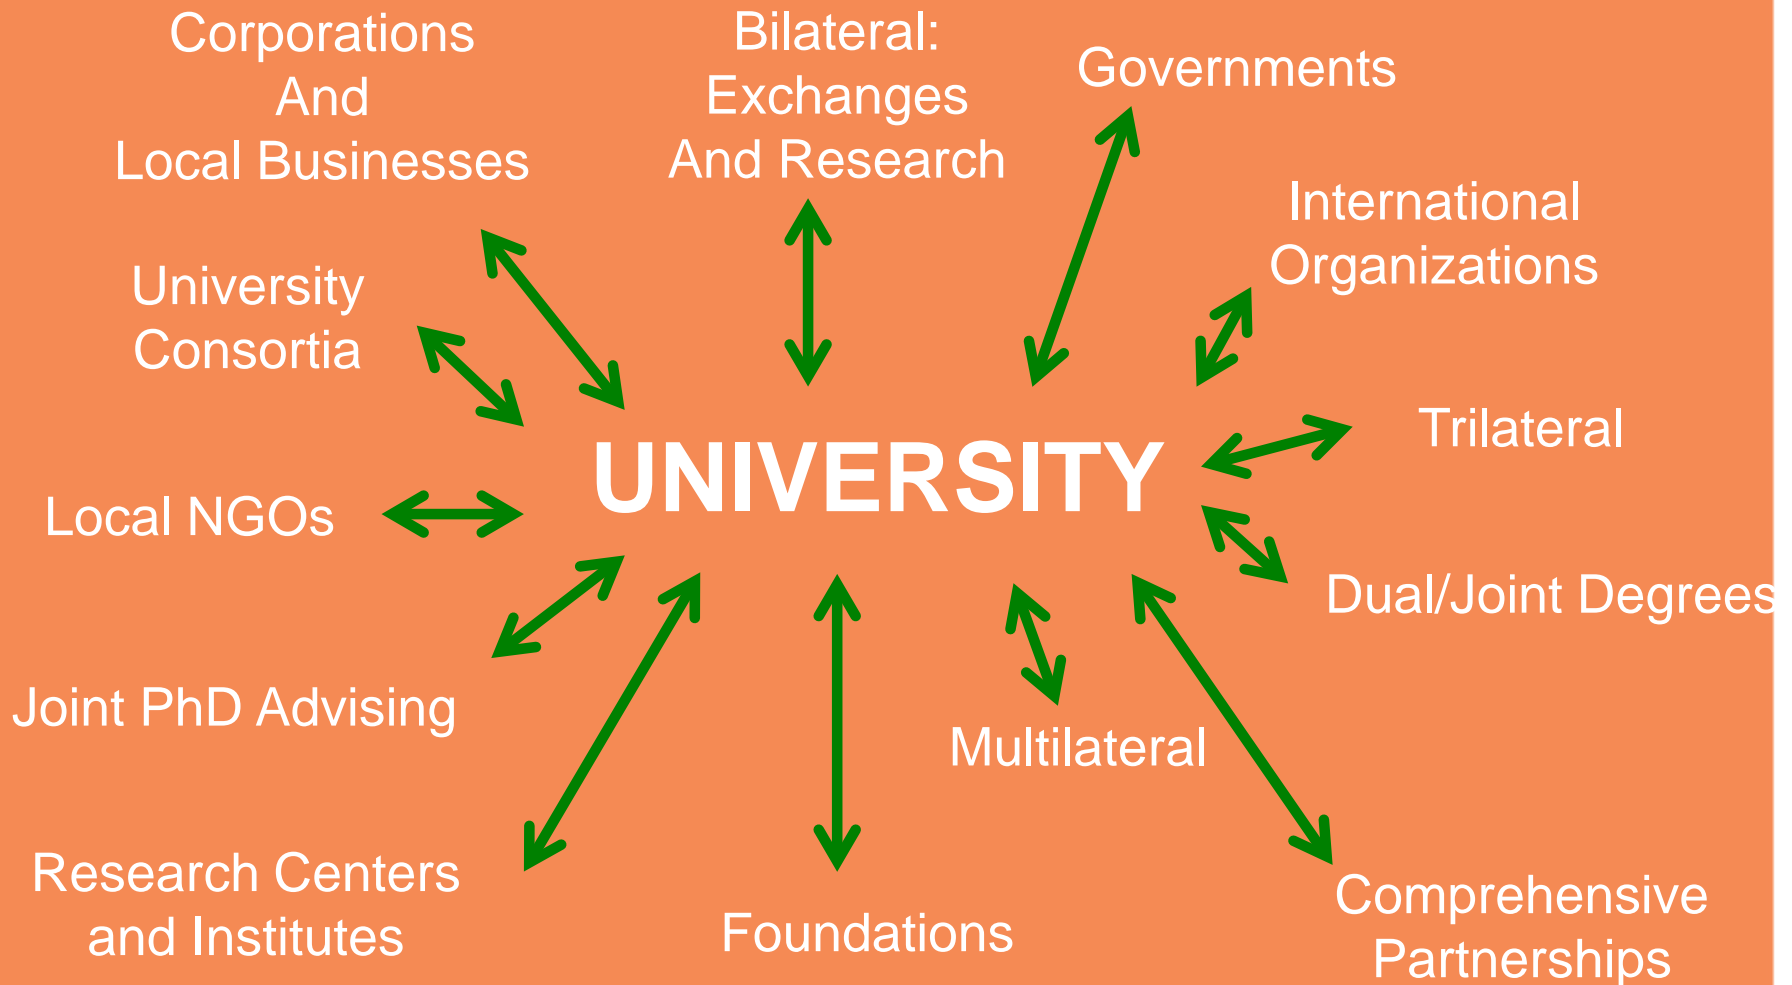 Corporations
And
Local Businesses
Bilateral:
Exchanges
And Research
Governments
International
Organizations
University
Consortia
Trilateral
UNIVERSITY
Local NGOs
Dual/Joint Degrees
Joint PhD Advising
Multilateral
Research Centers
and Institutes
Foundations
Comprehensive
Partnerships